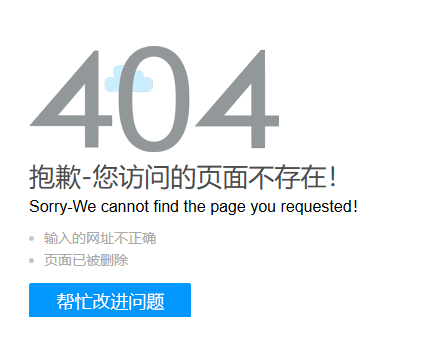 404
抱歉-您访问的页面不存在！
Sorry-We cannot find the page you requested！
输入的网址不正确
页面已被删除
帮忙改进问题